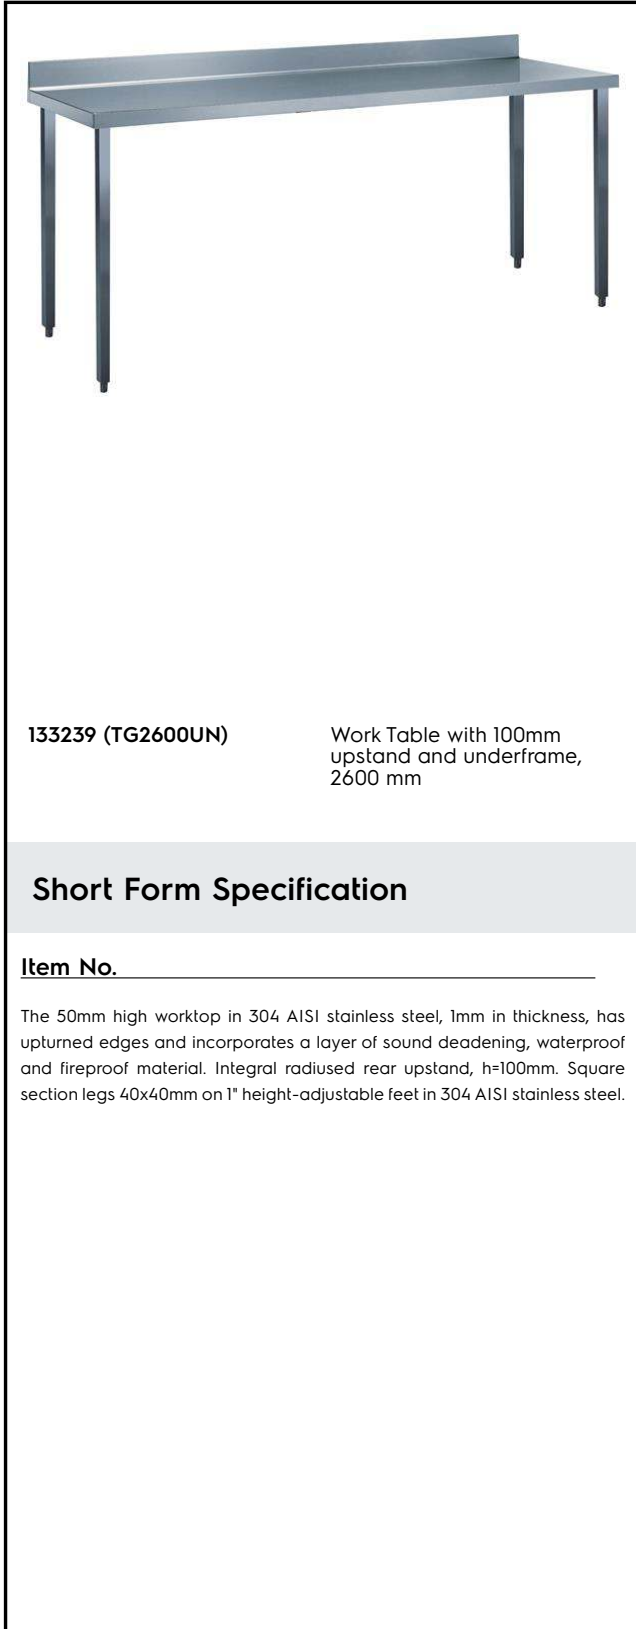 133239 (TG2600UN)
Work Table with 100mm
upstand and underframe,
2600 mm
Short Form Specification
Item No.
The 50mm high worktop in 304 AISI stainless steel, 1mm in thickness, has
upturned edges and incorporates a layer of sound deadening, waterproof
and fireproof material. Integral radiused rear upstand, h=100mm. Square
section legs 40x40mm on 1" height-adjustable feet in 304 AISI stainless steel.